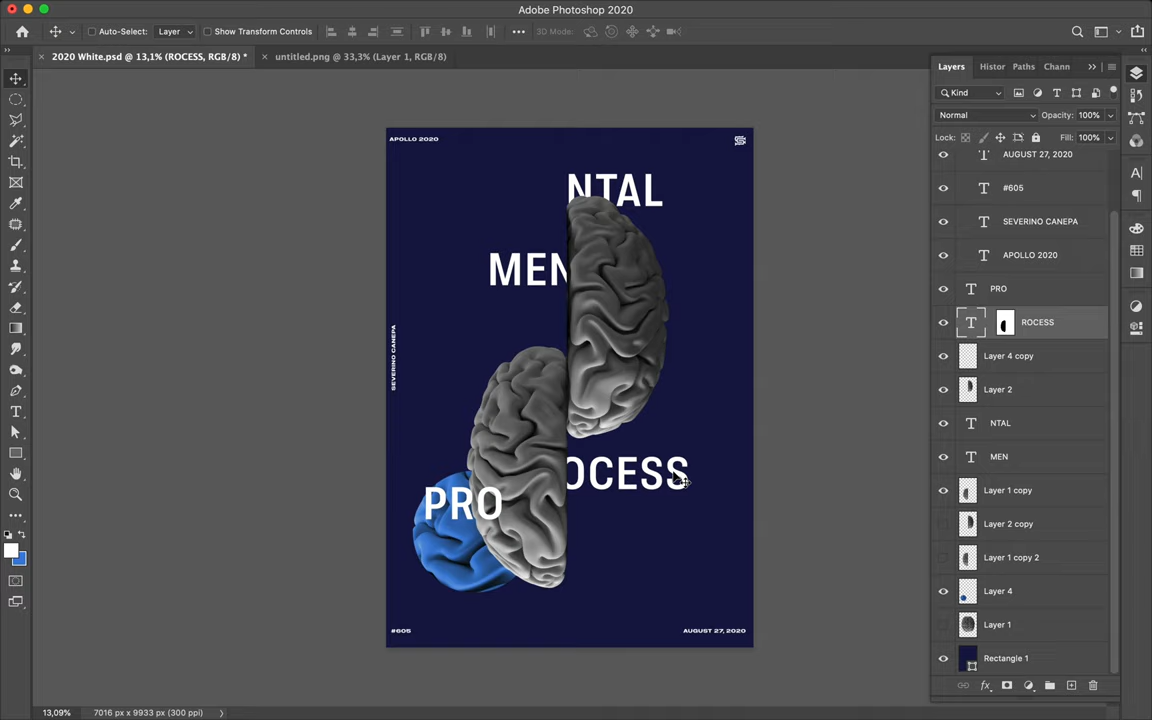 Adobe Photoshop 2020
Auto-Select: Layer Show Transform Controls 3D Mode:
2020 White.psd @ 13,1% (ROCESS, RGB/8) * untitled.png @ 33,3% (Layer 1, RGB/8)
Layers Histor Paths Chann
Kind
Normal Opacity: 100%
Lock: Fill: 100%
AUGUST 27, 2020
#605
SEVERINO CANEPA
APOLLO 2020
PRO
ROCESS
Layer 4 copy
Layer 2
NTAL
MEN
Layer 1 copy
Layer 2 copy
Layer 1 copy 2
Layer 4
Layer 1
Rectangle 1
APOLLO 2020
NTAL
MEN
SEVERINO CANEPA
OCESS
PRO
#605 AUGUST 27, 2020
13,09% 7016 px x 9933 px (300 ppi)